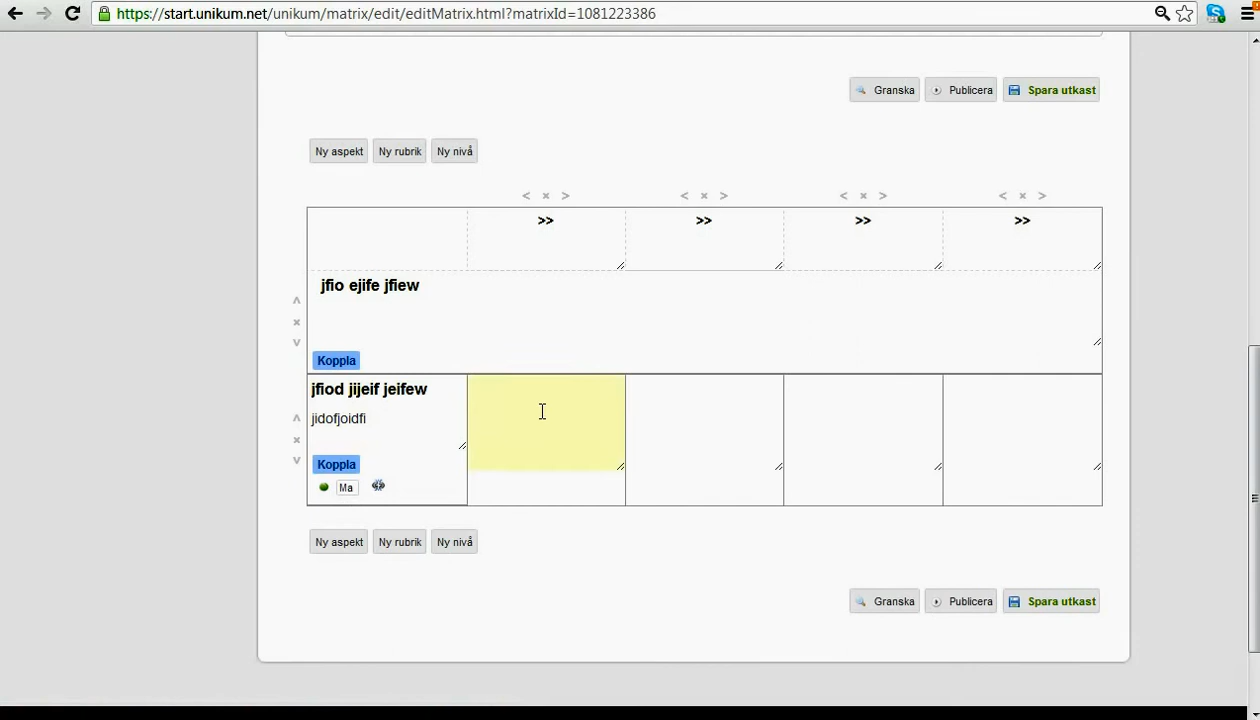 https://start.unikum.net/unikum/matrix/edit/editMatrix.html?matrixId=1081223386
Granska Publicera Spara utkast
Ny aspekt Ny rubrik Ny nivå
< × > < × > < × > < × >
>> >> >> >>
jfio ejife jfiew
Koppla
jfiod jijeif jeifew
jidofjoidfi
Koppla
Ma
Ny aspekt Ny rubrik Ny nivå
Granska Publicera Spara utkast